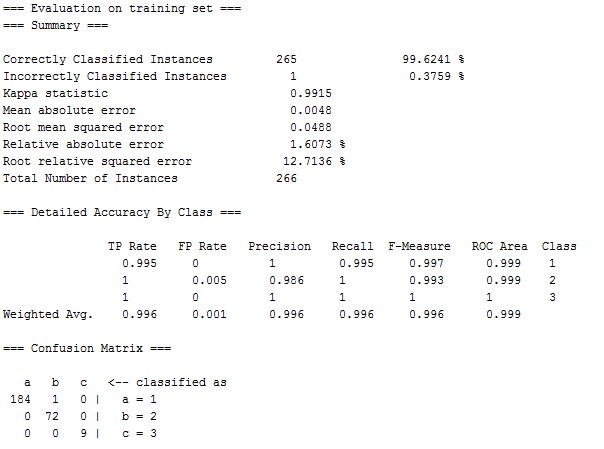 === Evaluation on training set ===
=== Summary ===
Correctly Classified Instances 265 99.6241 %
Incorrectly Classified Instances 1 0.3759 %
Kappa statistic 0.9915
Mean absolute error 0.0048
Root mean squared error 0.0488
Relative absolute error 1.6073 %
Root relative squared error 12.7136 %
Total Number of Instances 266
=== Detailed Accuracy By Class ===
TP Rate FP Rate Precision Recall F-Measure ROC Area Class
0.995 0 1 0.995 0.997 0.999 1
1 0.005 0.986 1 0.993 0.999 2
1 0 1 1 1 1 3
Weighted Avg. 0.996 0.001 0.996 0.996 0.996 0.999
=== Confusion Matrix ===
a b c <-- classified as
184 1 0 | a = 1
0 72 0 | b = 2
0 0 9 | c = 3